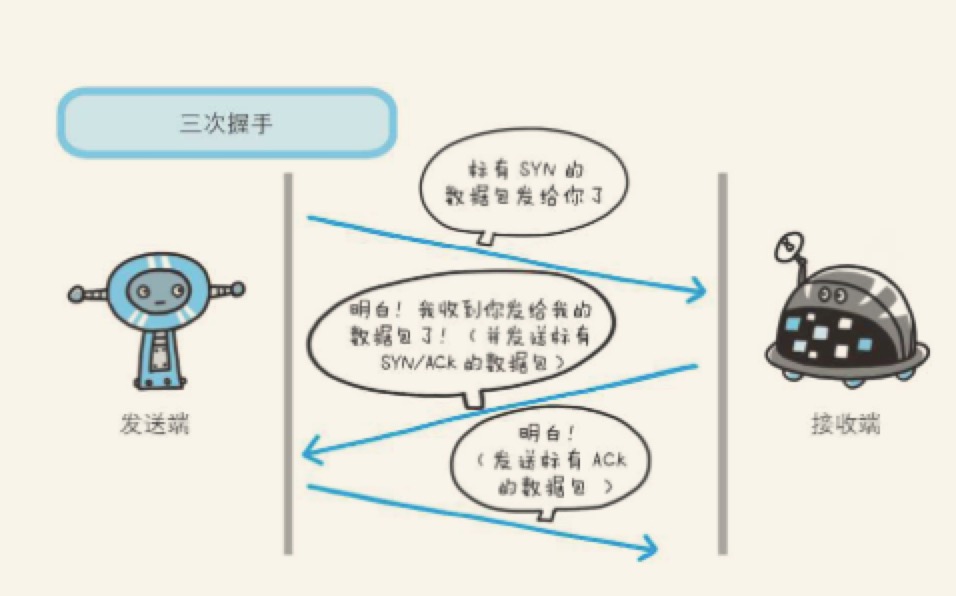 三次握手
标有 SYN 的
数据包发给你了
明白！我收到你发给我的
数据包了！（并发送标有
SYN/ACK 的数据包）
明白！
（发送标有 ACK
的数据包）
发送端
接收端